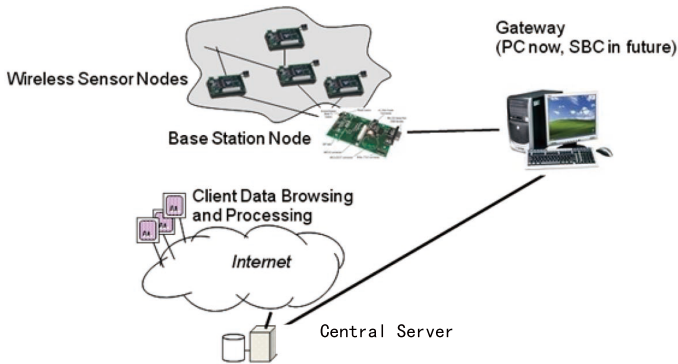 Gateway
(PC now, SBC in future)
Wireless Sensor Nodes
Base Station Node
Client Data Browsing
and Processing
Internet
Central Server